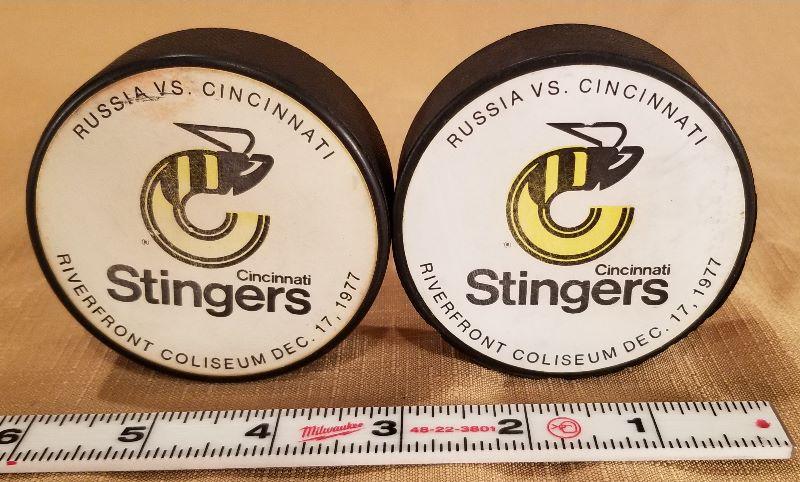 RUSSIA VS. CINCINNATI
®
Cincinnati
Stingers
RIVERFRONT COLISEUM DEC. 17, 1977
RUSSIA VS. CINCINNATI
®
Cincinnati
Stingers
RIVERFRONT COLISEUM DEC. 17, 1977
6 5 4 Milwaukee 3 48-22-3801 2 1